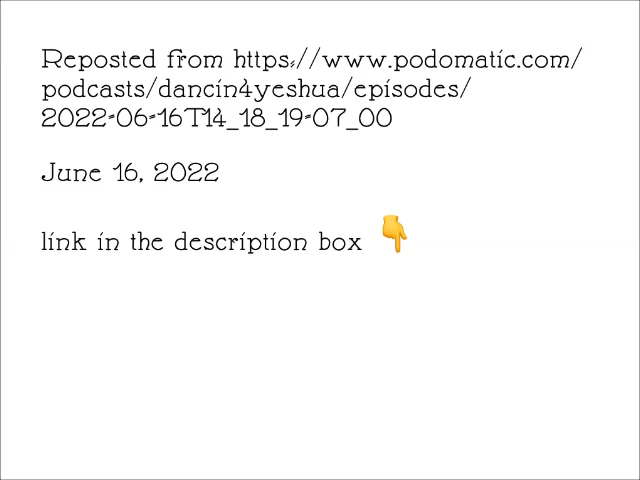 Reposted from https://www.podomatic.com/
podcasts/dancin4yeshua/episodes/
2022-06-16T14_18_19-07_00
June 16, 2022
link in the description box 👇